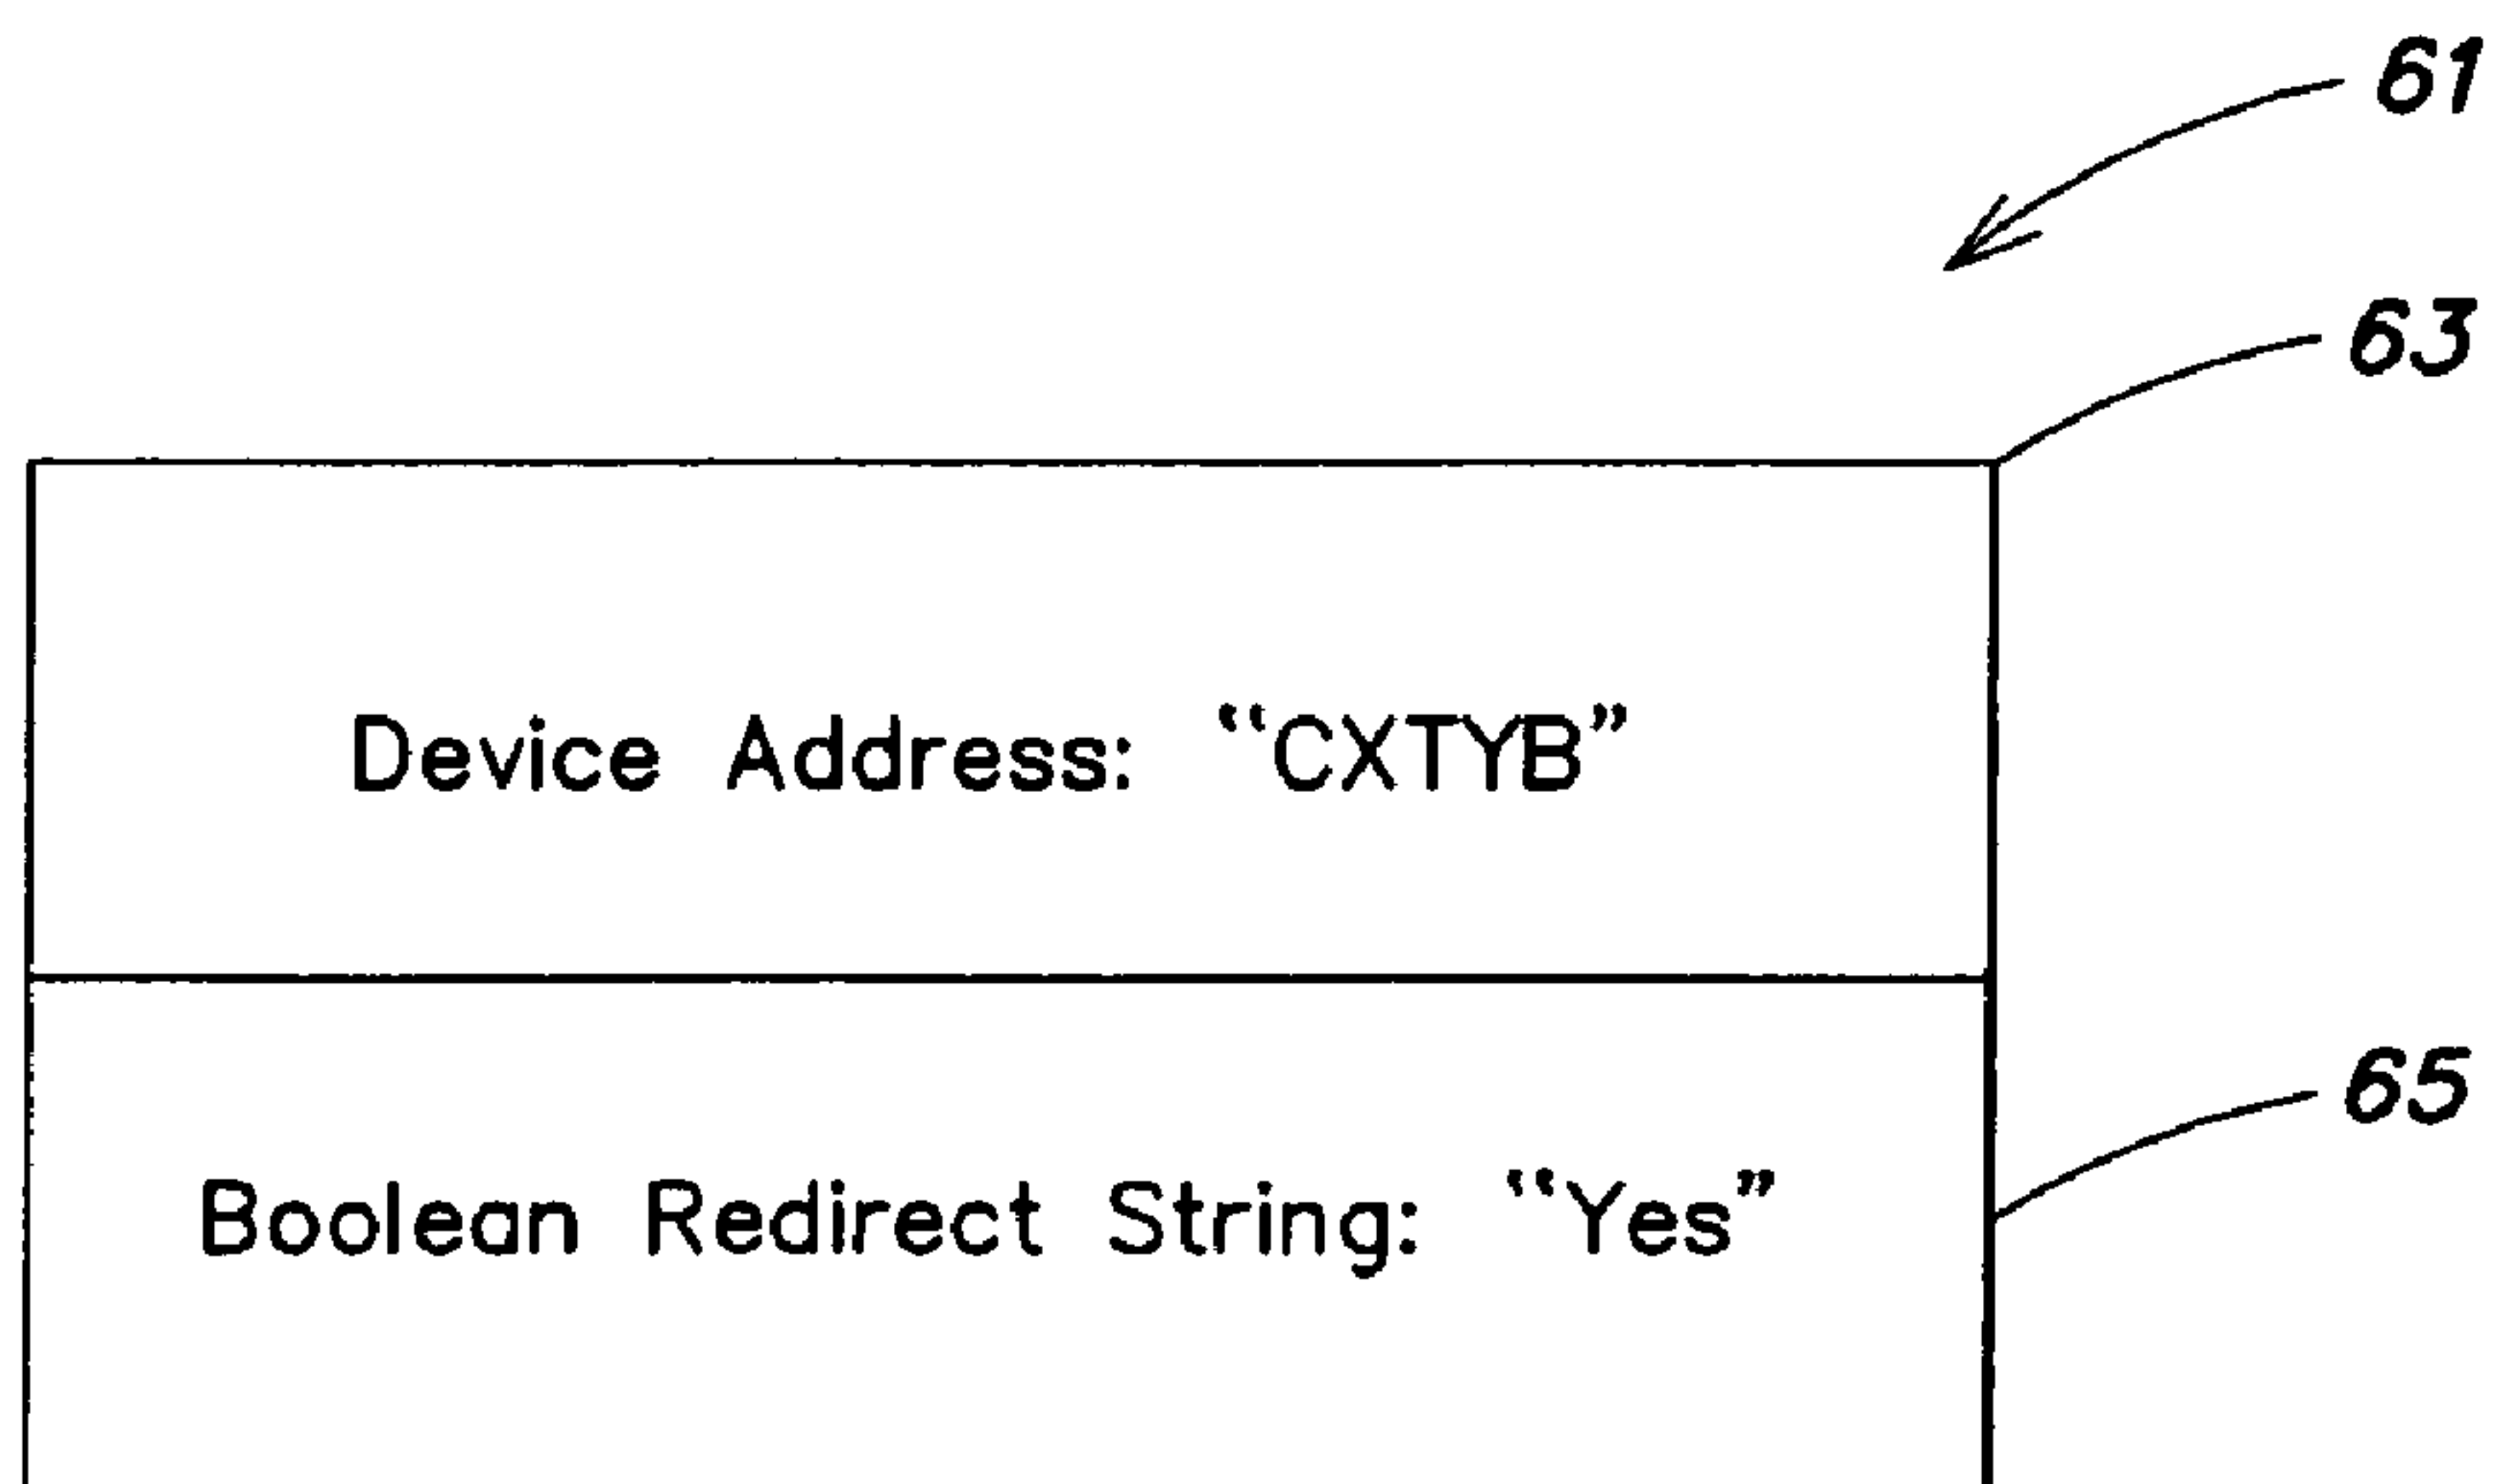 61
63
Device Address: “CXTYB”
65
Boolean Redirect String: “Yes”